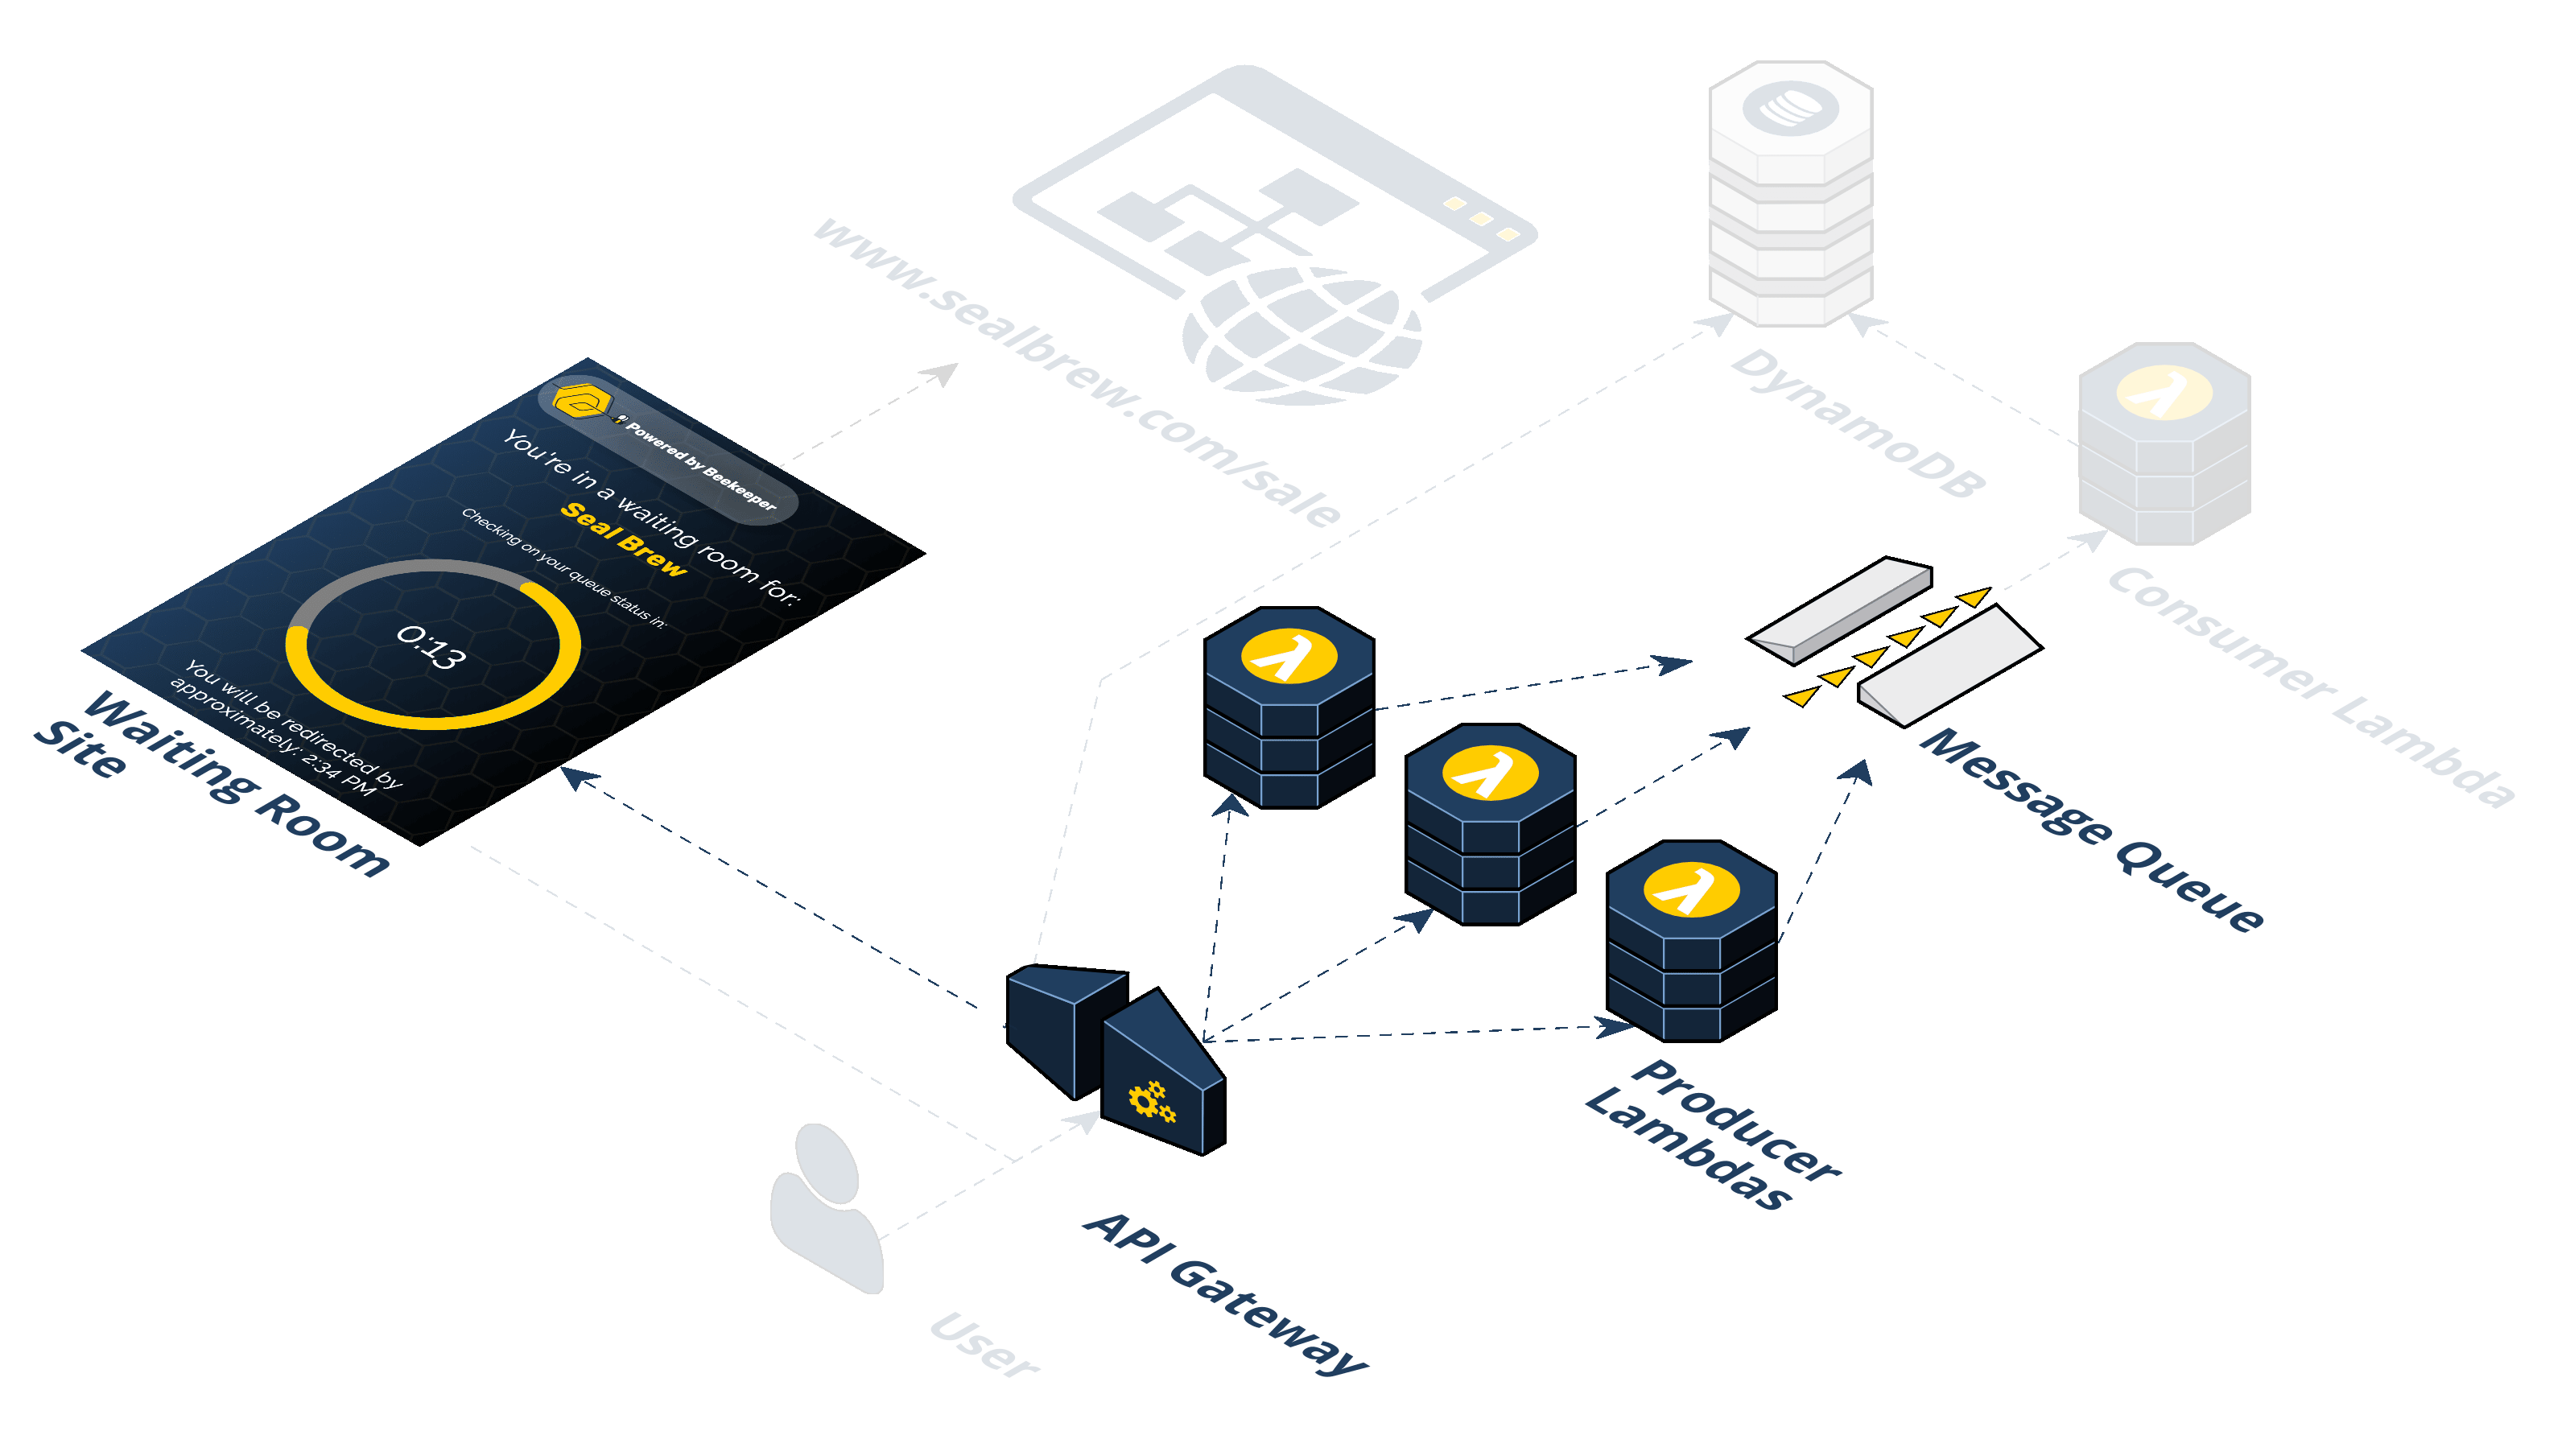 www.sealbrew.com/sale
DynamoDB
Consumer Lambda
Powered by Beekeeper
You're in a waiting room for:
Seal Brew
Checking on your queue status in:
0:13
You will be redirected by
approximately: 2:34 PM
Waiting Room
Site
Message Queue
Producer
Lambdas
API Gateway
User